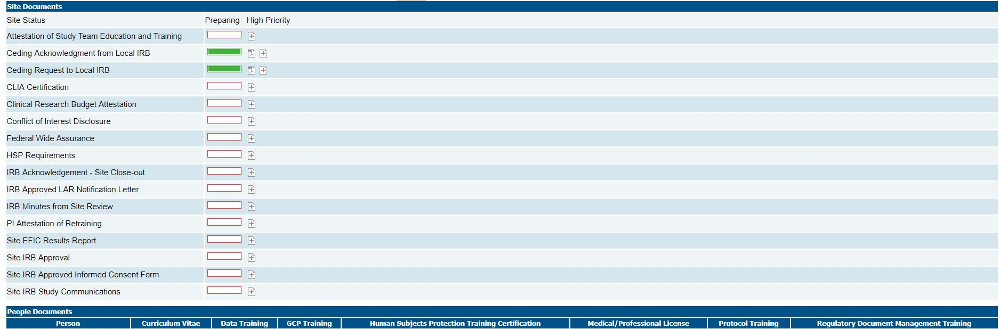 Site Documents
Site Status Preparing - High Priority
Attestation of Study Team Education and Training
Ceding Acknowledgment from Local IRB
Ceding Request to Local IRB
CLIA Certification
Clinical Research Budget Attestation
Conflict of Interest Disclosure
Federal Wide Assurance
HSP Requirements
IRB Acknowledgement - Site Close-out
IRB Approved LAR Notification Letter
IRB Minutes from Site Review
PI Attestation of Retraining
Site EFIC Results Report
Site IRB Approval
Site IRB Approved Informed Consent Form
Site IRB Study Communications
People Documents
Person Curriculum Vitae Data Training GCP Training Human Subjects Protection Training Certification Medical/Professional License Protocol Training Regulatory Document Management Training